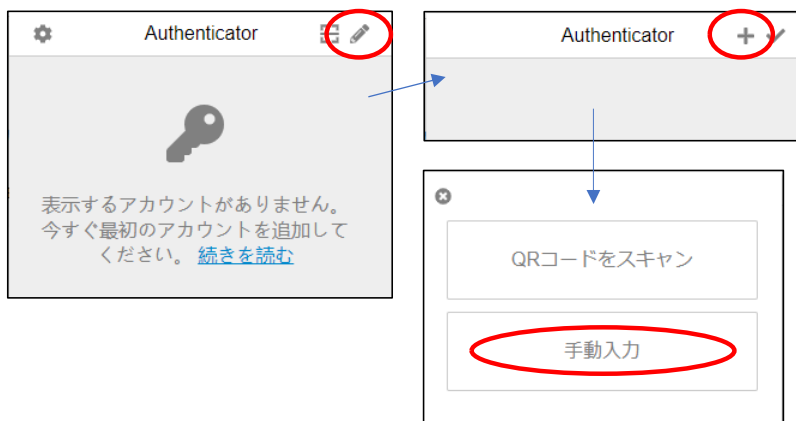 Authenticator
表示するアカウントがありません。
今すぐ最初のアカウントを追加して
ください。 続きを読む
Authenticator
QRコードをスキャン
手動入力